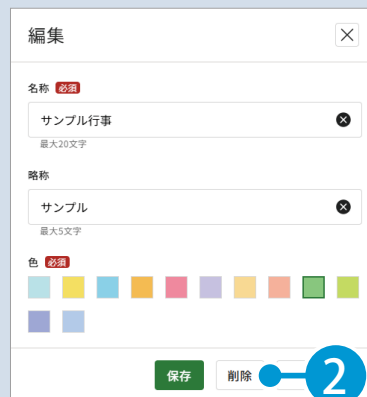 編集
名称 必須
サンプル行事
最大20文字
略称
サンプル
最大5文字
色 必須
保存 削除 2